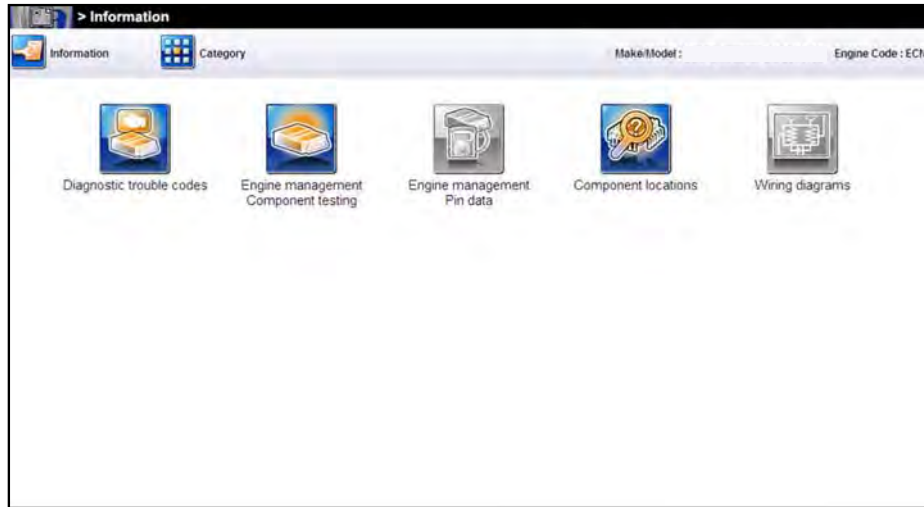 > Information
Information
Category
Make/Model :
Engine Code : ECN
Diagnostic trouble codes
Engine management
Component testing
Engine management
Pin data
Component locations
Wiring diagrams